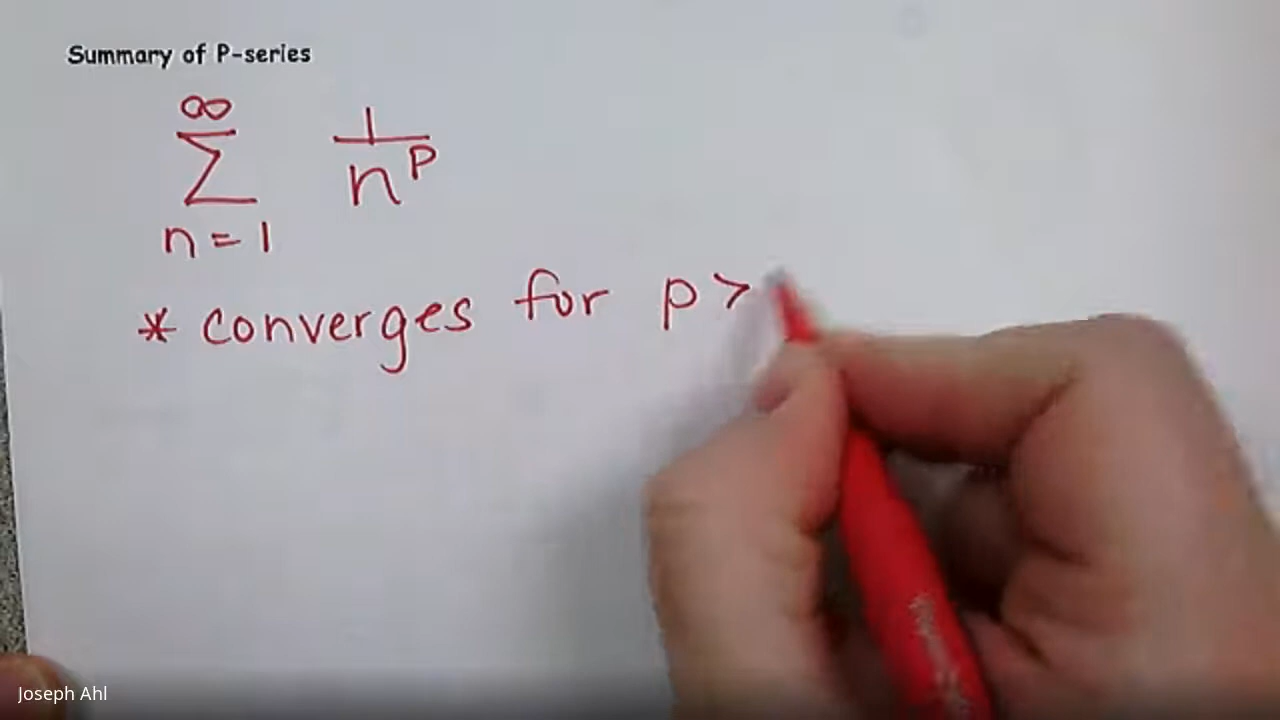 Summary of P-series
∞
Σ 1/n^p
n = 1
* converges for p >
Joseph Ahl